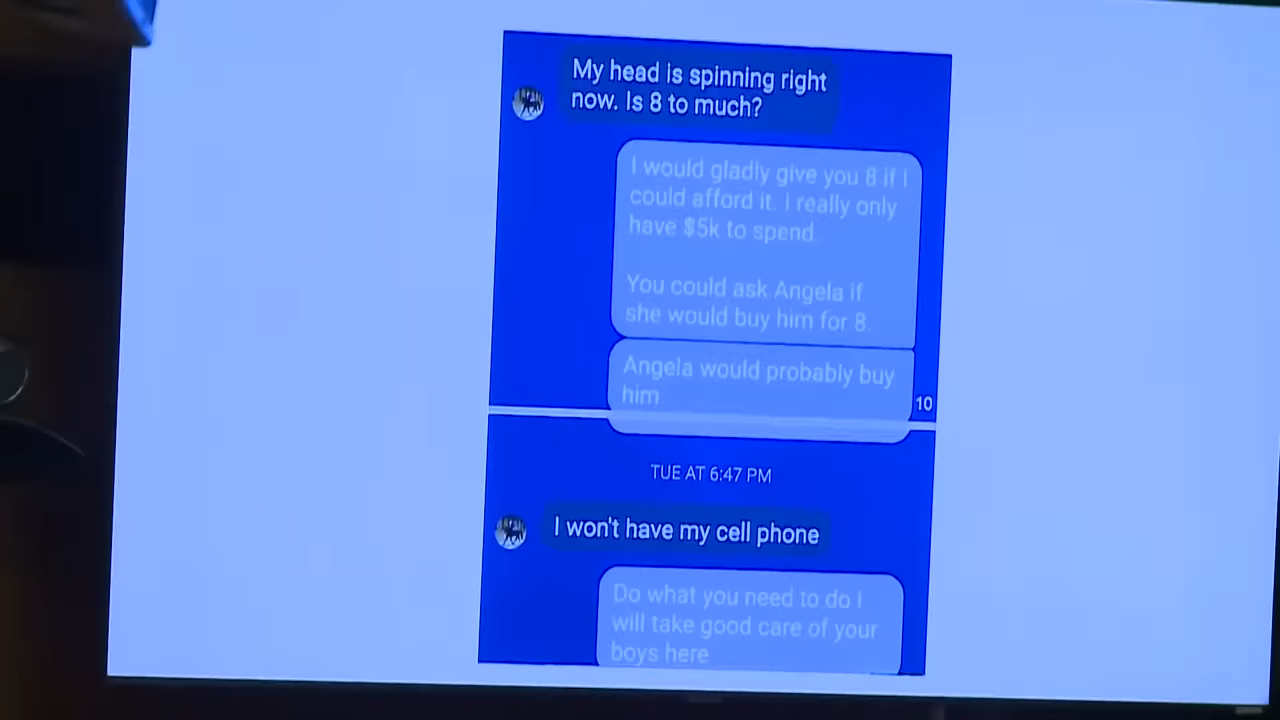 My head is spinning right
now. Is 8 to much?
I would gladly give you 8 if I
could afford it. I really only
have $5k to spend.
You could ask Angela if
she would buy him for 8.
Angela would probably buy
him
10
TUE AT 6:47 PM
I won't have my cell phone
Do what you need to do I
will take good care of your
boys here